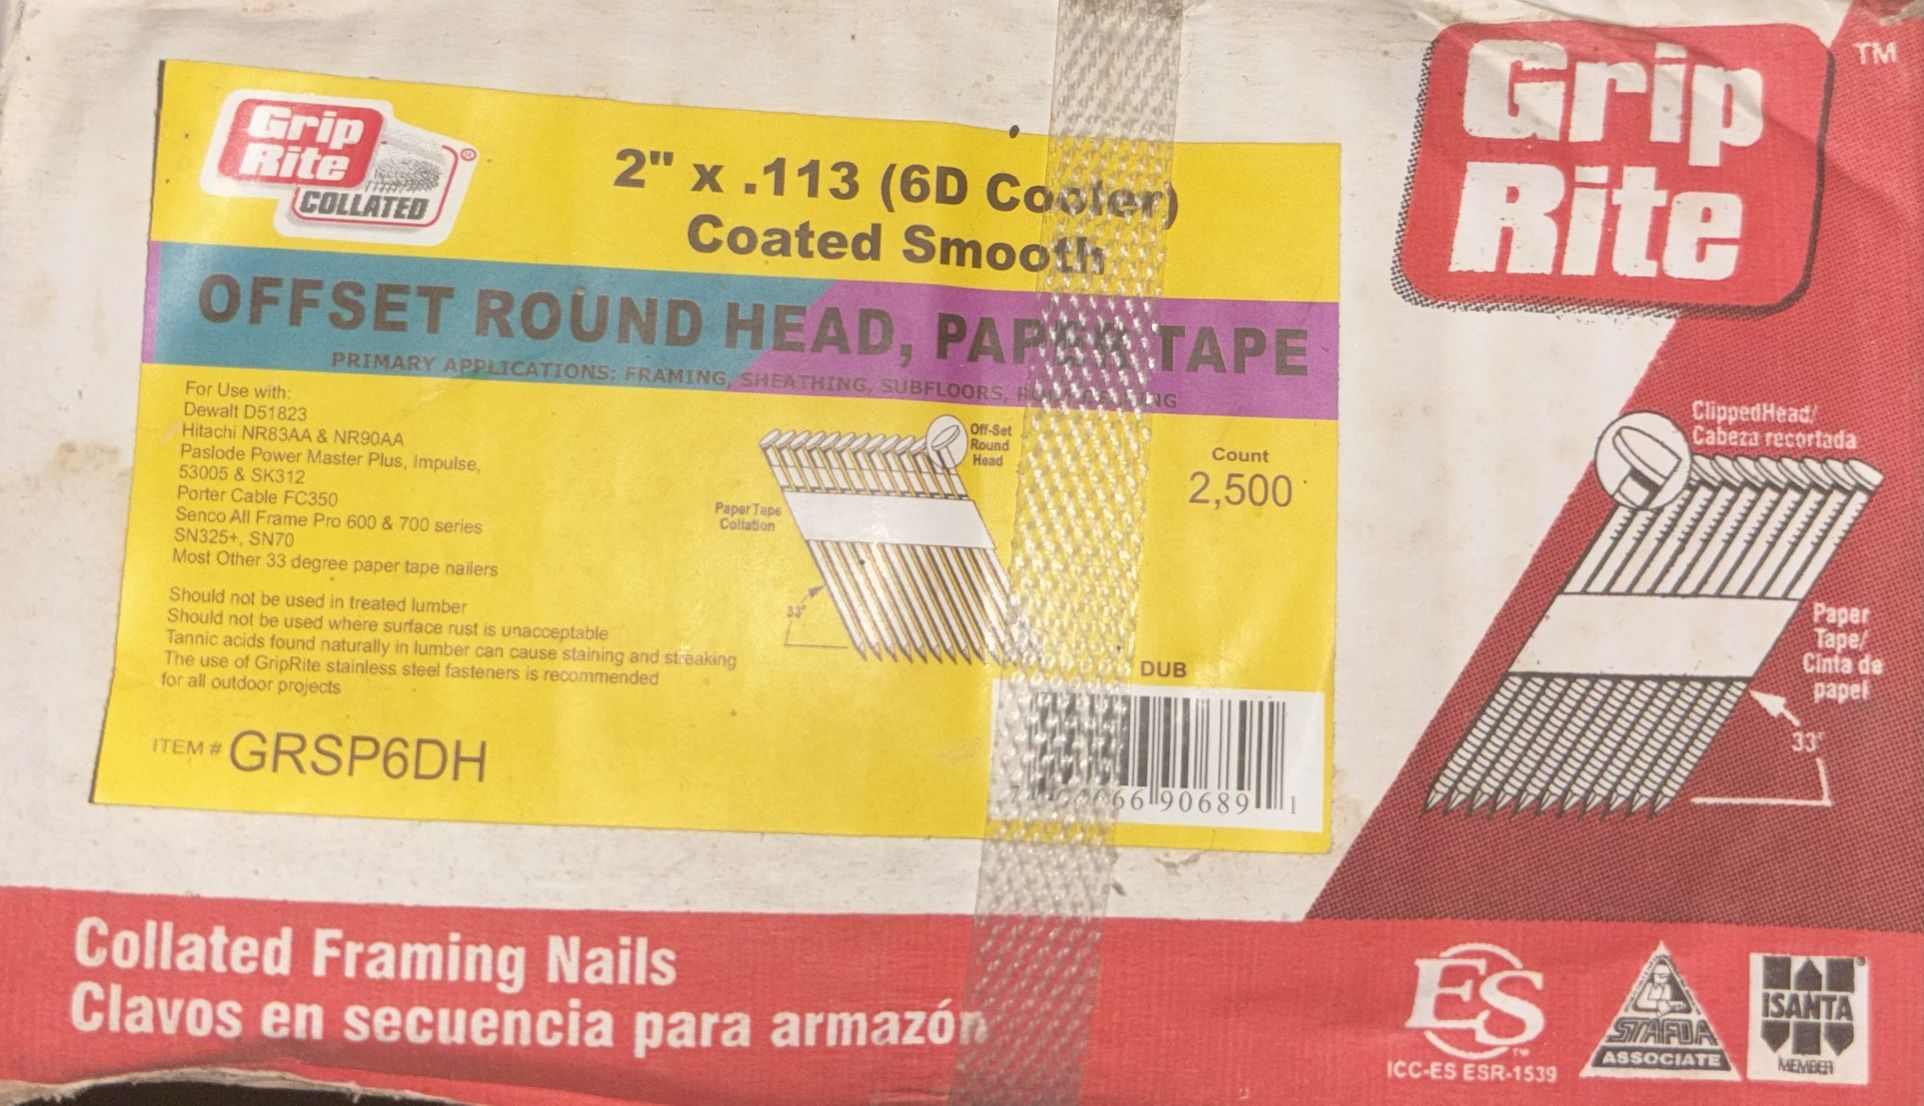 Grip
Rite
COLLATED
®
2" x .113 (6D Cooler)
Coated Smooth
OFFSET ROUND HEAD, PAPER TAPE
PRIMARY APPLICATIONS: FRAMING, SHEATHING, SUBFLOORS,
For Use with:
Dewalt D51823
Hitachi NR83AA & NR90AA
Paslode Power Master Plus, Impulse,
53005 & SK312
Porter Cable FC350
Senco All Frame Pro 600 & 700 series
SN325+, SN70
Most Other 33 degree paper tape nailers
Should not be used in treated lumber
Should not be used where surface rust is unacceptable
Tannic acids found naturally in lumber can cause staining and streaking
The use of GripRite stainless steel fasteners is recommended
for all outdoor projects
ITEM # GRSP6DH
Off-Set
Round
Head
Paper Tape
Collation
33°
Count
2,500
DUB
66 90689 1
Grip
Rite
TM
ClippedHead/
Cabeza recortada
Paper
Tape/
Cinta de
papel
33°
Collated Framing Nails
Clavos en secuencia para armazón
ES
TM
ICC-ES ESR-1539
STAFDA
ASSOCIATE
ISANTA
®
MEMBER